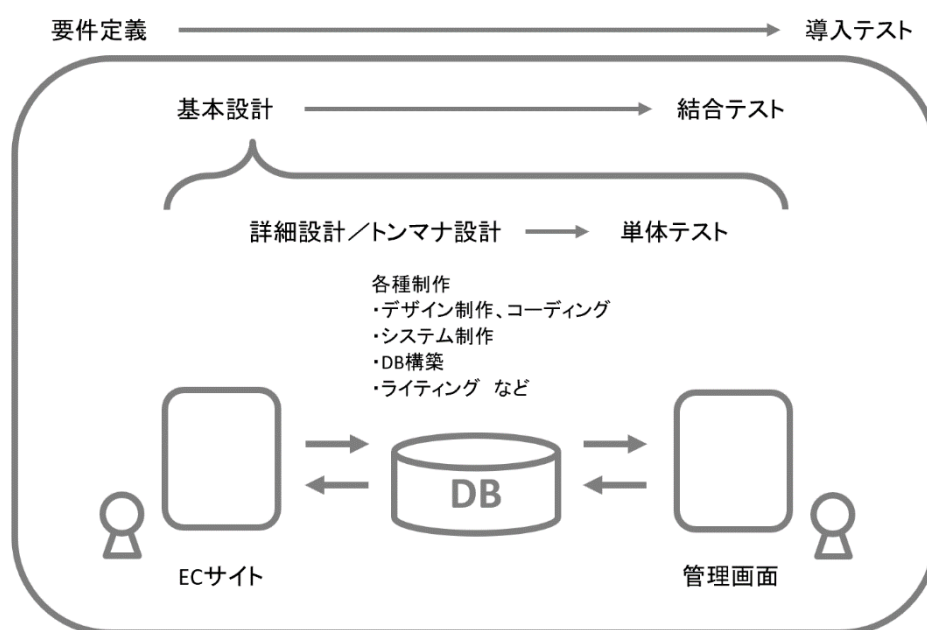 要件定義
導入テスト
基本設計
結合テスト
詳細設計／トンマナ設計
単体テスト
各種制作
・デザイン制作、コーディング
・システム制作
・DB構築
・ライティング など
DB
ECサイト
管理画面